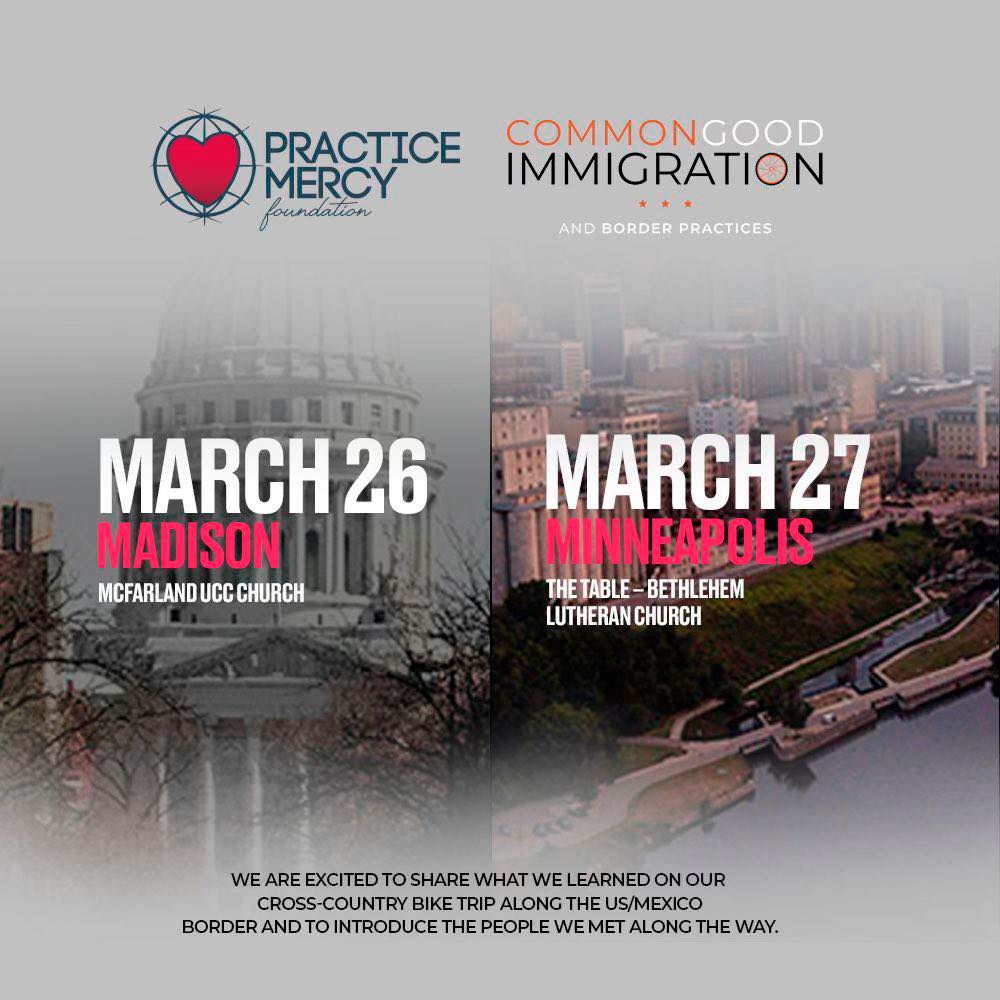 PRACTICE
MERCY
foundation
COMMONGOOD
IMMIGRATION
AND BORDER PRACTICES
MARCH 26
MADISON
MCFARLAND UCC CHURCH
MARCH 27
MINNEAPOLIS
THE TABLE – BETHLEHEM
LUTHERAN CHURCH
WE ARE EXCITED TO SHARE WHAT WE LEARNED ON OUR
CROSS-COUNTRY BIKE TRIP ALONG THE US/MEXICO
BORDER AND TO INTRODUCE THE PEOPLE WE MET ALONG THE WAY.